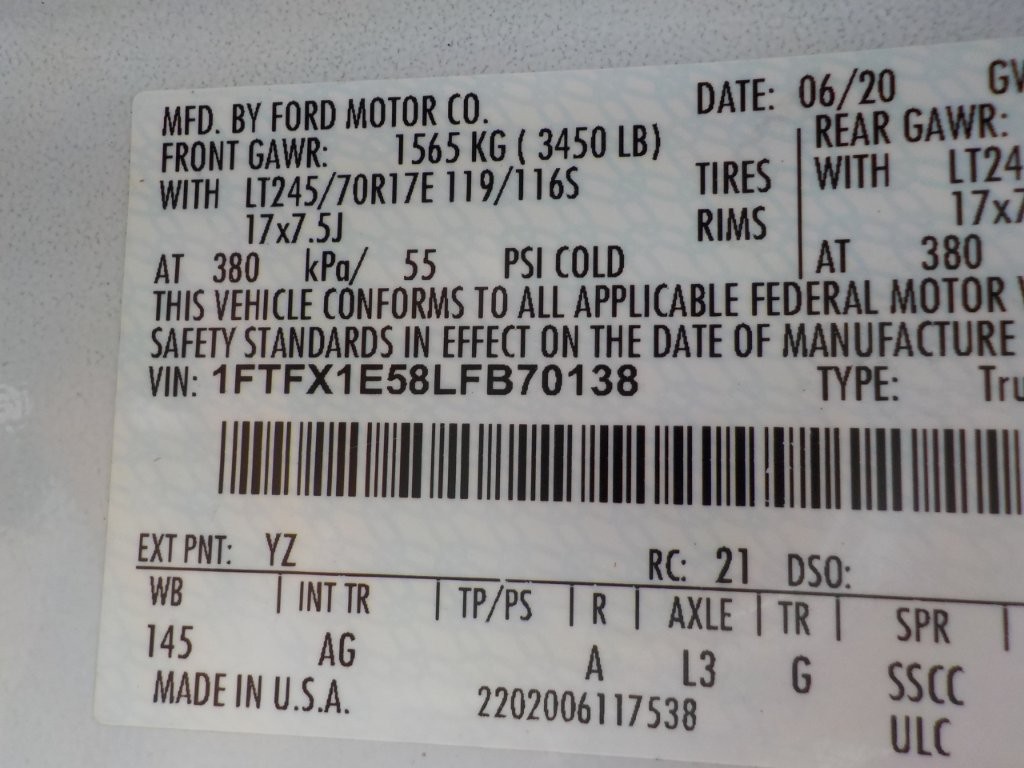 MFD. BY FORD MOTOR CO. DATE: 06/20
FRONT GAWR: 1565 KG ( 3450 LB) REAR GAWR:
WITH LT245/70R17E 119/116S TIRES WITH
17x7.5J RIMS
AT 380 kPa/ 55 PSI COLD AT 380
THIS VEHICLE CONFORMS TO ALL APPLICABLE FEDERAL MOTOR
SAFETY STANDARDS IN EFFECT ON THE DATE OF MANUFACTURE
VIN: 1FTFX1E58LFB70138 TYPE:
EXT PNT: YZ RC: 21 DSO:
WB INT TR TP/PS R AXLE TR SPR
145 AG A L3 G SSCC
MADE IN U.S.A. 2202006117538 ULC